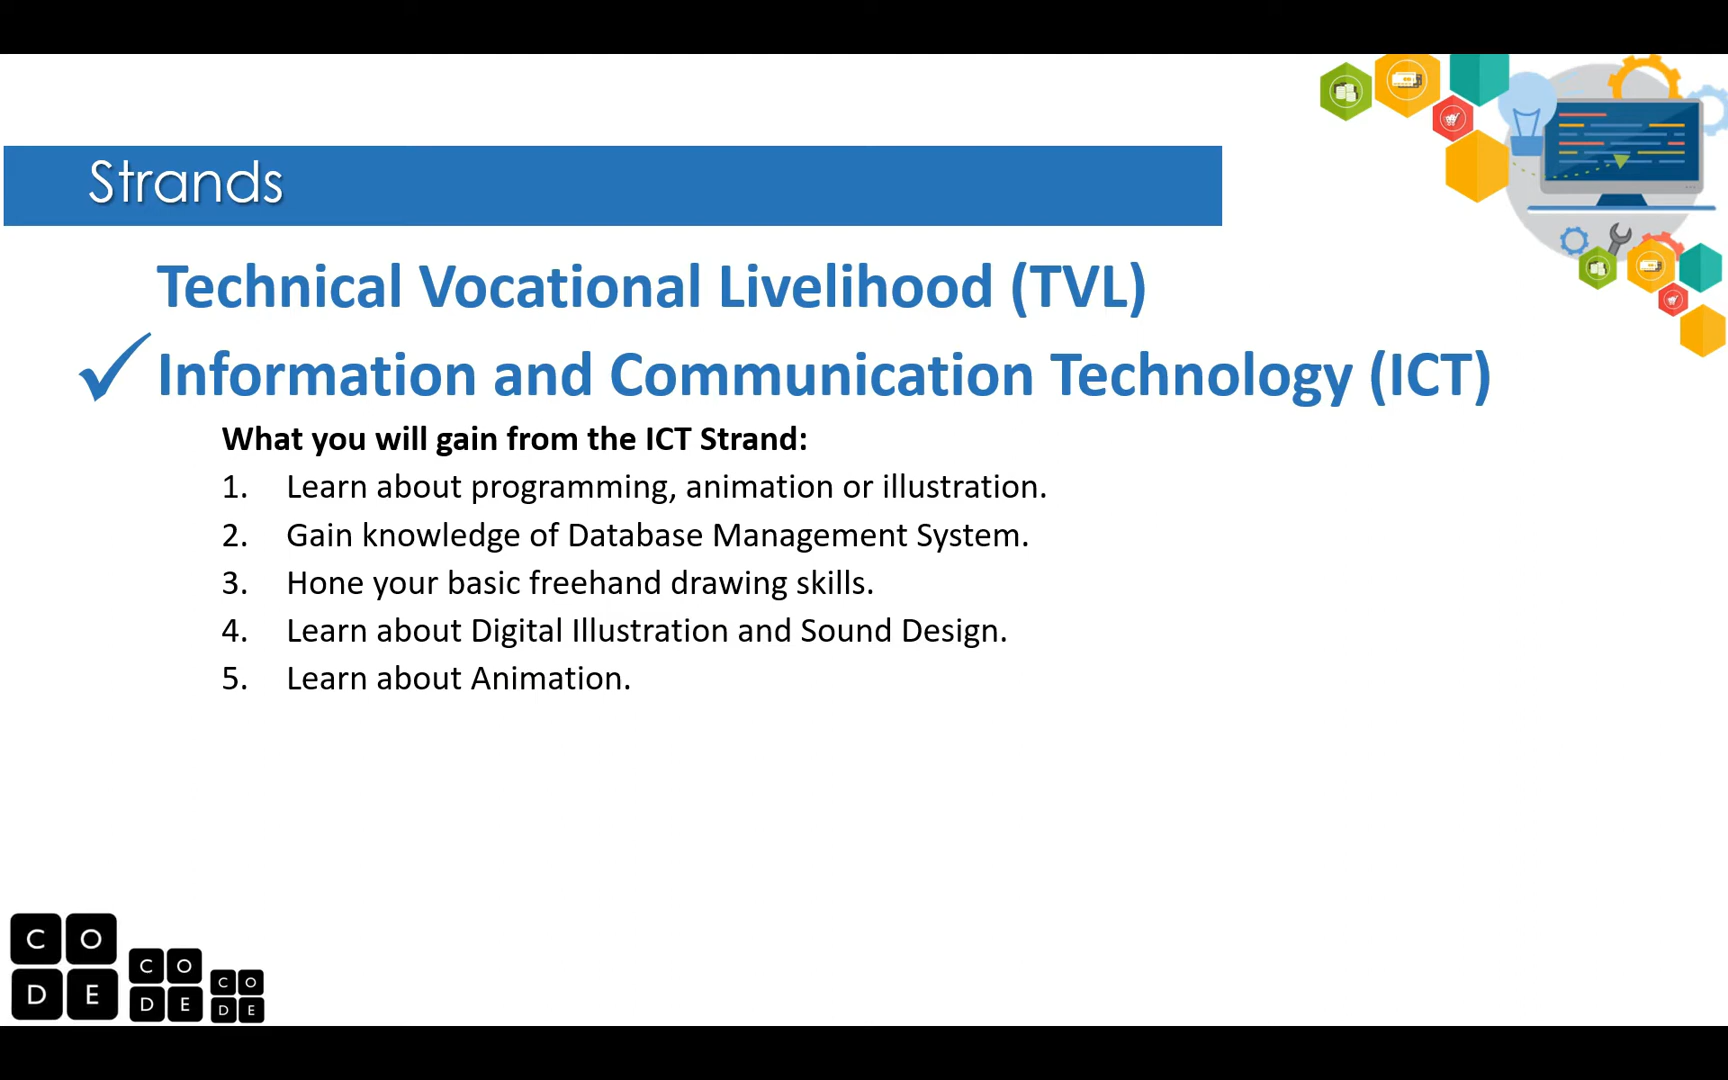 Strands
Technical Vocational Livelihood (TVL)
Information and Communication Technology (ICT)
What you will gain from the ICT Strand:
1. Learn about programming, animation or illustration.
2. Gain knowledge of Database Management System.
3. Hone your basic freehand drawing skills.
4. Learn about Digital Illustration and Sound Design.
5. Learn about Animation.
C O
D E
C O
D E
C O
D E